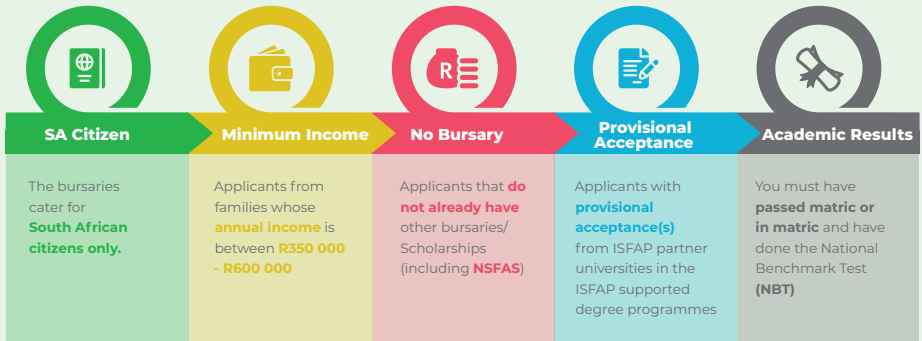 R
SA Citizen
The bursaries
cater for
South African
citizens only.
Minimum Income
Applicants from
families whose
annual income is
between R350 000
- R600 000
No Bursary
Applicants that do
not already have
other bursaries/
Scholarships
(including NSFAS)
Provisional
Acceptance
Applicants with
provisional
acceptance(s)
from ISFAP partner
universities in the
ISFAP supported
degree programmes
Academic Results
You must have
passed matric or
in matric and have
done the National
Benchmark Test
(NBT)